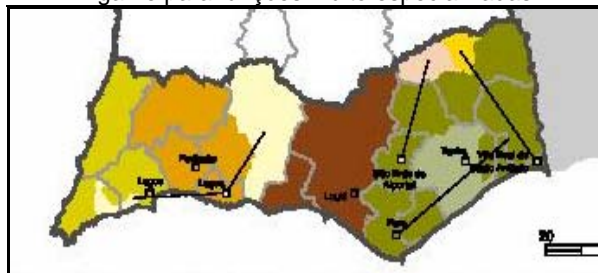 Portimão
Lagos
Lagoa
Loulé
São Brás de
Alportel
Tavira
Vila Real de
Santo António
Faro
20